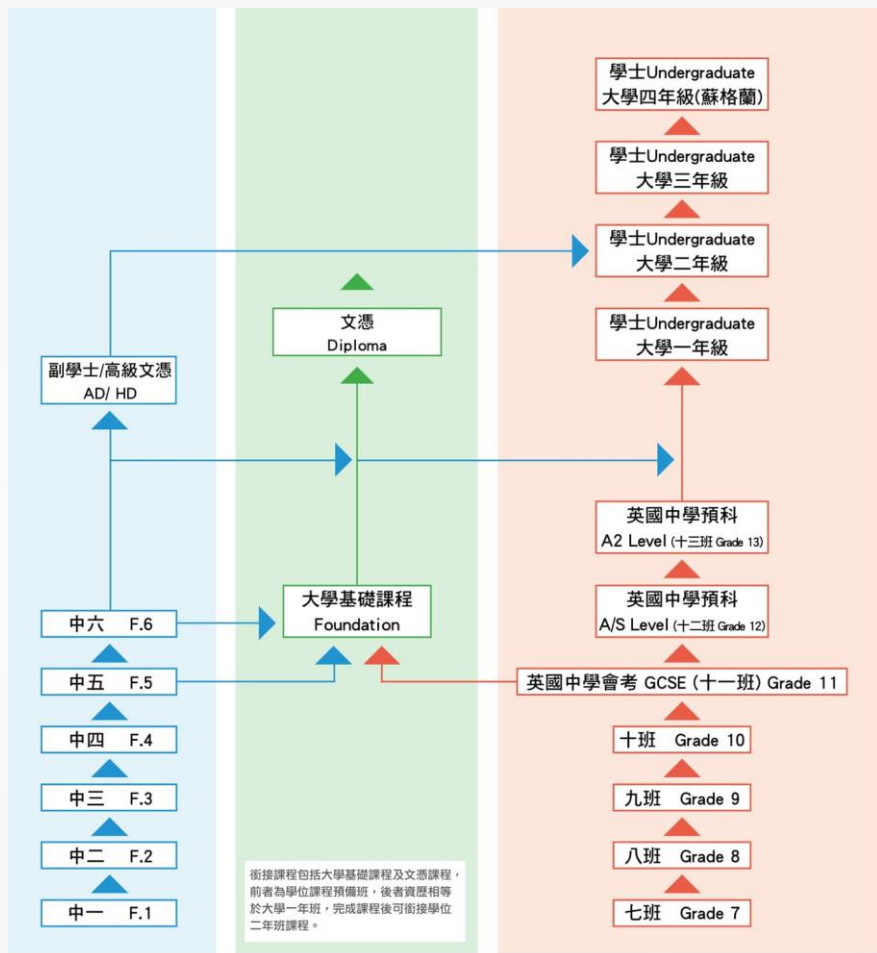 學士Undergraduate
大學四年級(蘇格蘭)
學士Undergraduate
大學三年級
學士Undergraduate
大學二年級
學士Undergraduate
大學一年級
文憑
Diploma
副學士/高級文憑
AD/ HD
英國中學預科
A2 Level (十三班 Grade 13)
英國中學預科
A/S Level (十二班 Grade 12)
大學基礎課程
Foundation
中六 F.6
中五 F.5
英國中學會考 GCSE (十一班) Grade 11
中四 F.4
十班 Grade 10
中三 F.3
九班 Grade 9
中二 F.2
八班 Grade 8
中一 F.1
七班 Grade 7
銜接課程包括大學基礎課程及文憑課程，
前者為學位課程預備班，後者資歷相等
於大學一年班，完成課程後可銜接學位
二年班課程。